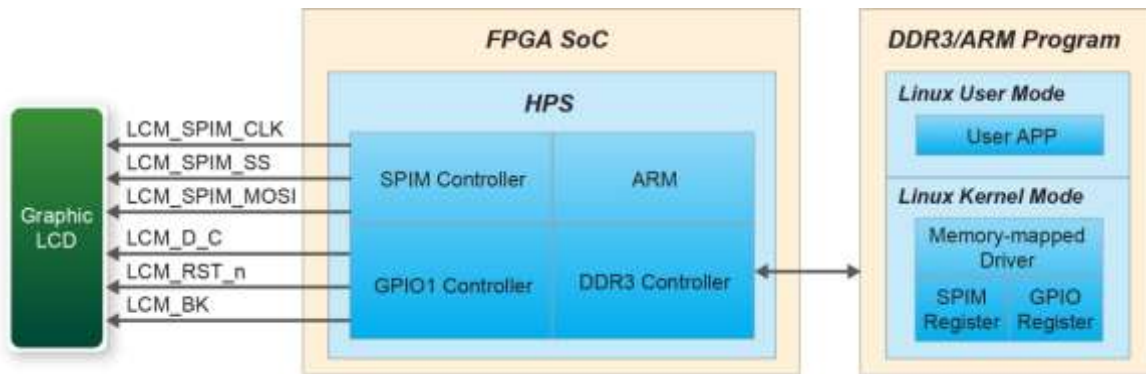 FPGA SoC
HPS
Graphic
LCD
LCM_SPIM_CLK
LCM_SPIM_SS
LCM_SPIM_MOSI
LCM_D_C
LCM_RST_n
LCM_BK
SPIM Controller
ARM
GPIO1 Controller
DDR3 Controller
DDR3/ARM Program
Linux User Mode
User APP
Linux Kernel Mode
Memory-mapped
Driver
SPIM
Register
GPIO
Register